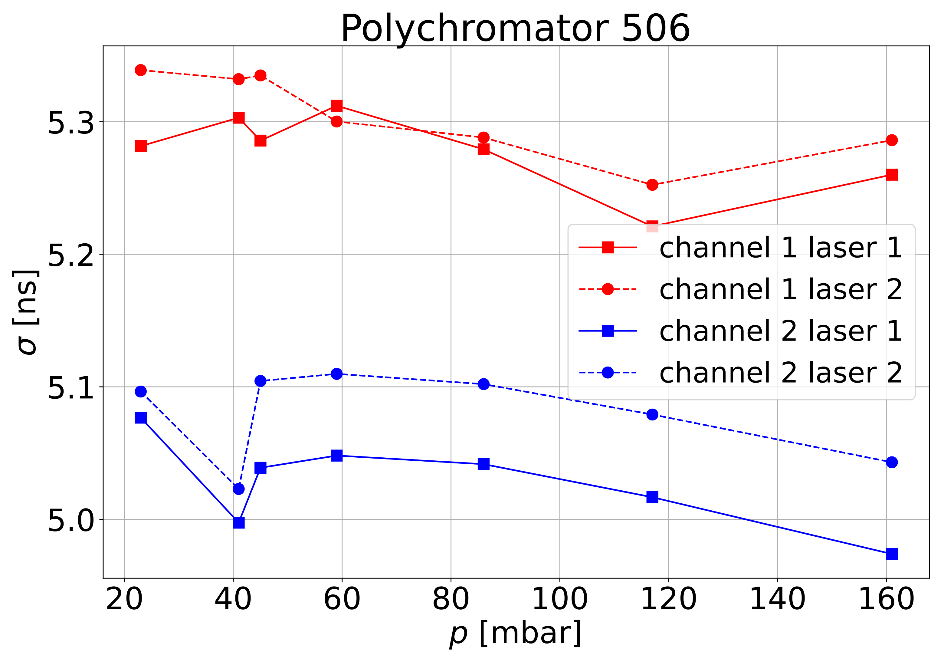 Polychromator 506
σ [ns]
5.3
5.2
5.1
5.0
channel 1 laser 1
channel 1 laser 2
channel 2 laser 1
channel 2 laser 2
20 40 60 80 100 120 140 160
p [mbar]